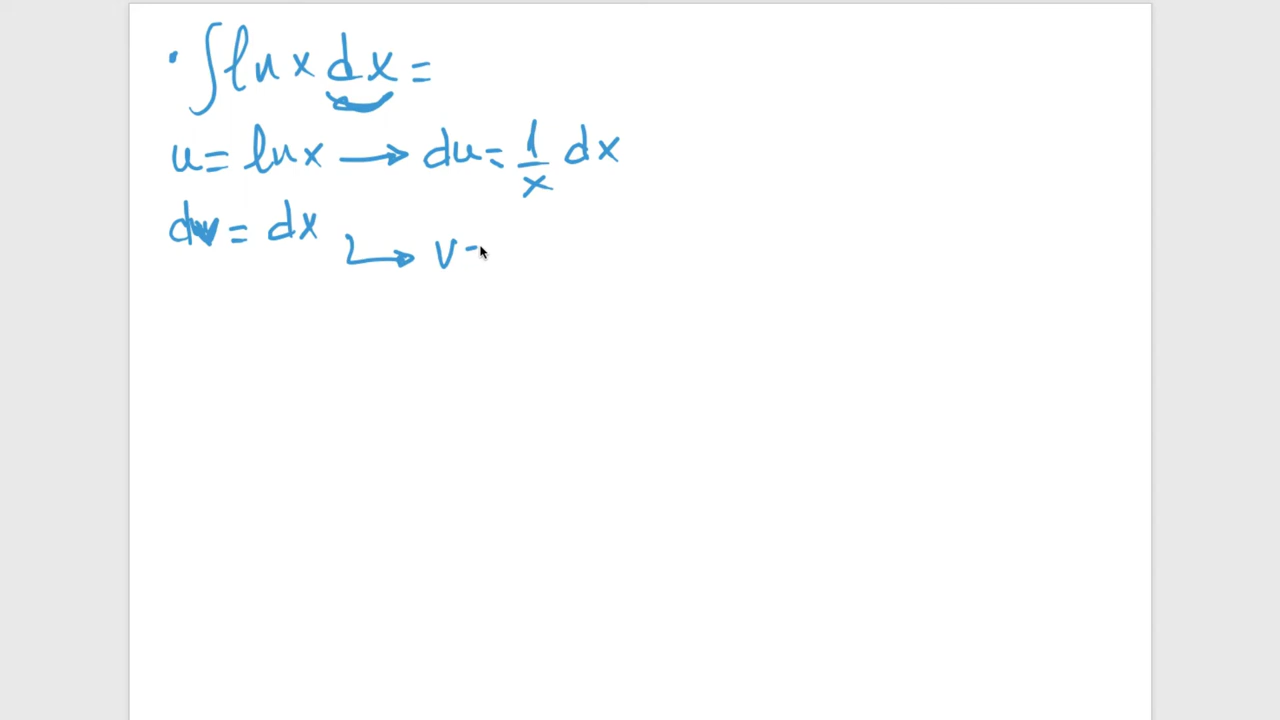 · ∫ ln x dx =
u = ln x → du = 1/x dx
dv = dx
↳ v =